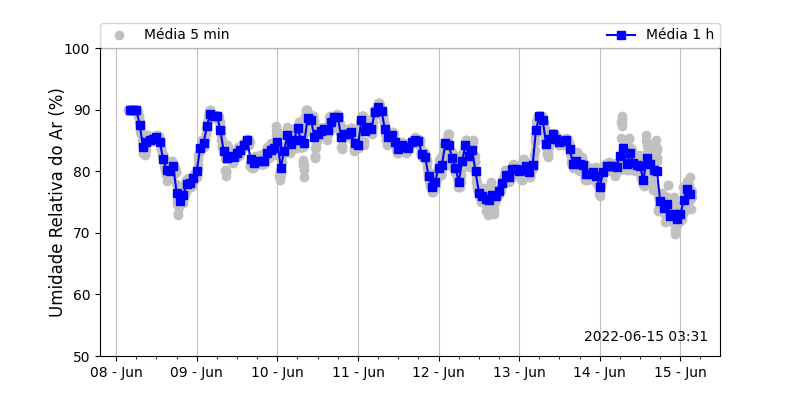 Média 5 min
Média 1 h
Umidade Relativa do Ar (%)
100
90
80
70
60
50
2022-06-15 03:31
08 - Jun
09 - Jun
10 - Jun
11 - Jun
12 - Jun
13 - Jun
14 - Jun
15 - Jun